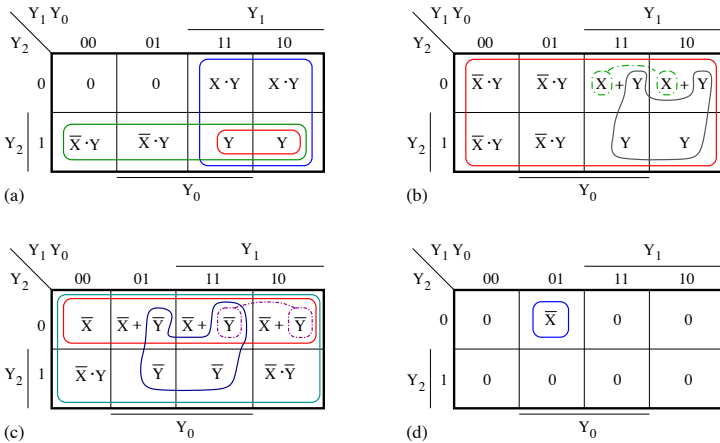 Y1 Y0 Y1
Y2 00 01 11 10
0 0 0 X·Y X·Y
Y2 1 X̅·Y X̅·Y Y Y
(a) Y0
Y1 Y0 Y1
Y2 00 01 11 10
0 X̅·Y X̅·Y X + Y X + Y
Y2 1 X̅·Y X̅·Y Y Y
(b) Y0
Y1 Y0 Y1
Y2 00 01 11 10
0 X̅ X̅ + Y̅ X̅ + Y̅ X + Y̅
Y2 1 X̅·Y Y̅ Y̅ X̅·Y̅
(c) Y0
Y1 Y0 Y1
Y2 00 01 11 10
0 0 X̅ 0 0
Y2 1 0 0 0 0
(d) Y0